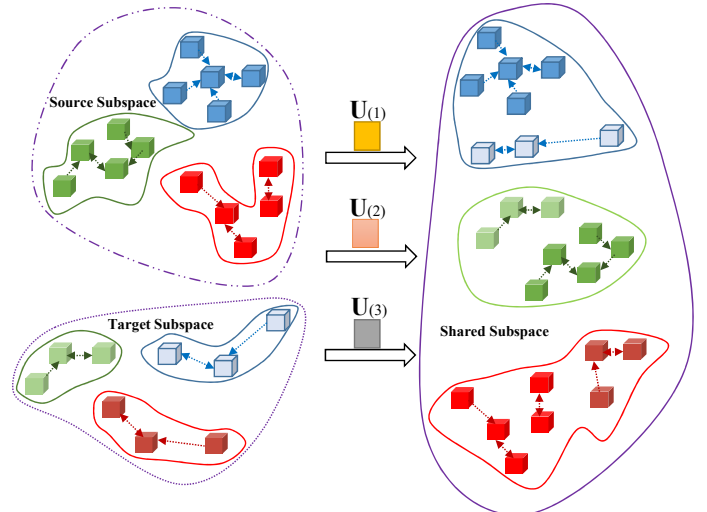 Source Subspace
U(1)
U(2)
U(3)
Target Subspace
Shared Subspace